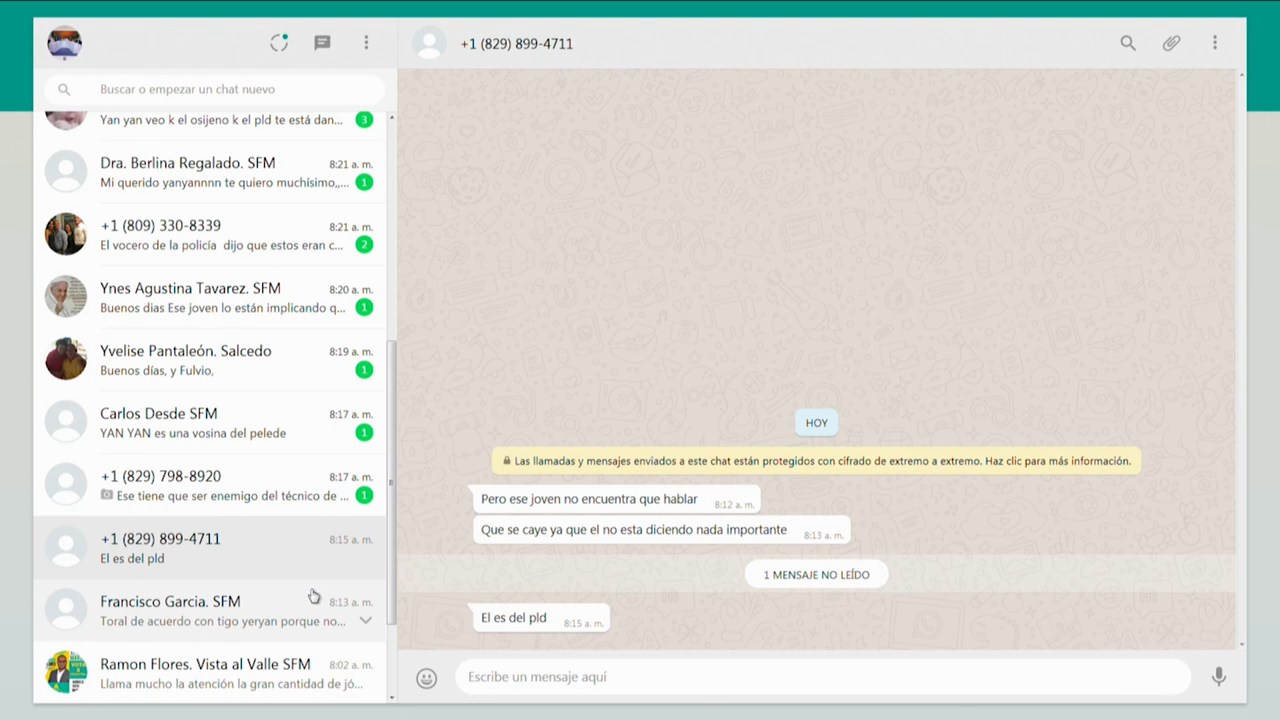 +1 (829) 899-4711
Buscar o empezar un chat nuevo
Yan yan veo k el osijeno k el pld te está dan... 3
Dra. Berlina Regalado. SFM 8:21 a. m.
Mi querido yanyannnn te quiero muchísimo,,... 1
+1 (809) 330-8339 8:21 a. m.
El vocero de la policía dijo que estos eran c... 2
Ynes Agustina Tavarez. SFM 8:20 a. m.
Buenos dias Ese joven lo están implicando q... 1
Yvelise Pantaleón. Salcedo 8:19 a. m.
Buenos días, y Fulvio, 1
Carlos Desde SFM 8:17 a. m.
YAN YAN es una vosina del pelede 1
+1 (829) 798-8920 8:17 a. m.
Ese tiene que ser enemigo del técnico de ... 1
+1 (829) 899-4711 8:15 a. m.
El es del pld
Francisco Garcia. SFM 8:13 a. m.
Toral de acuerdo con tigo yeryan porque no...
Ramon Flores. Vista al Valle SFM 8:02 a. m.
Llama mucho la atención la gran cantidad de jó...
HOY
Las llamadas y mensajes enviados a este chat están protegidos con cifrado de extremo a extremo. Haz clic para más información.
Pero ese joven no encuentra que hablar 8:12 a. m.
Que se caye ya que el no esta diciendo nada importante 8:13 a. m.
1 MENSAJE NO LEÍDO
El es del pld 8:15 a. m.
Escribe un mensaje aquí